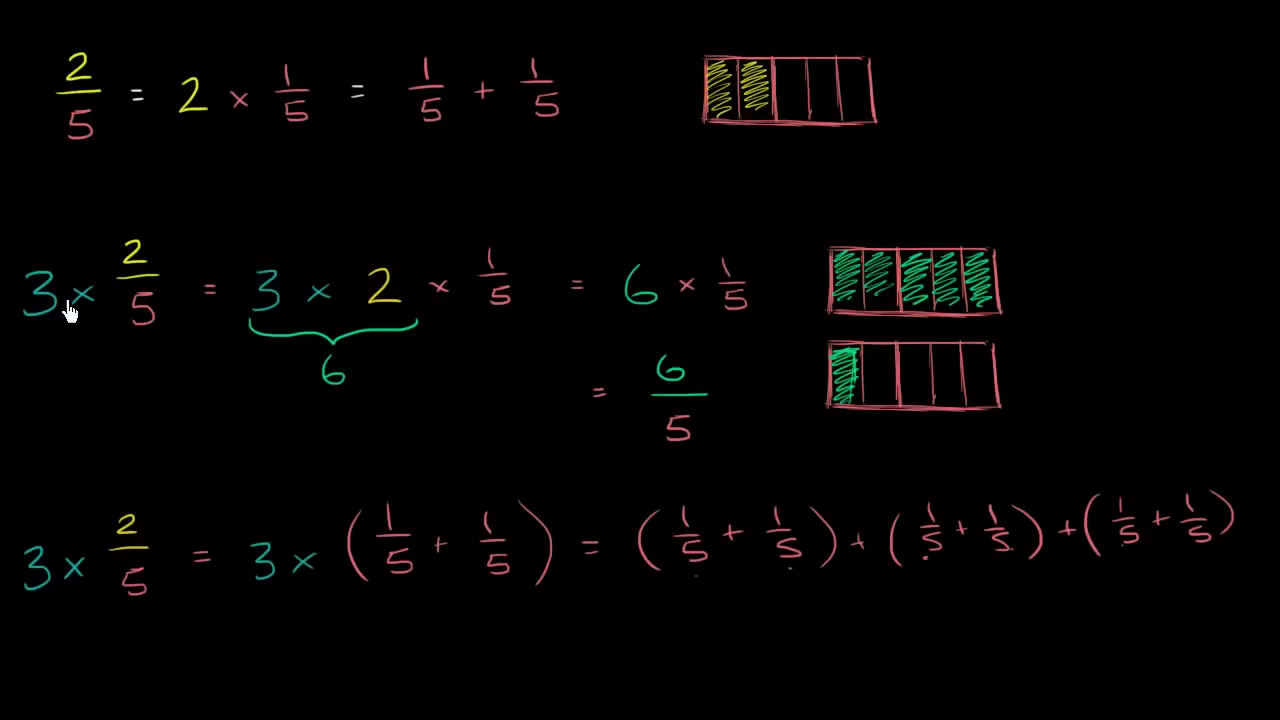 2/5 = 2 × 1/5 = 1/5 + 1/5
3 × 2/5 = 3 × 2 × 1/5 = 6 × 1/5
6
= 6/5
3 × 2/5 = 3 × (1/5 + 1/5) = (1/5 + 1/5) + (1/5 + 1/5) + (1/5 + 1/5)